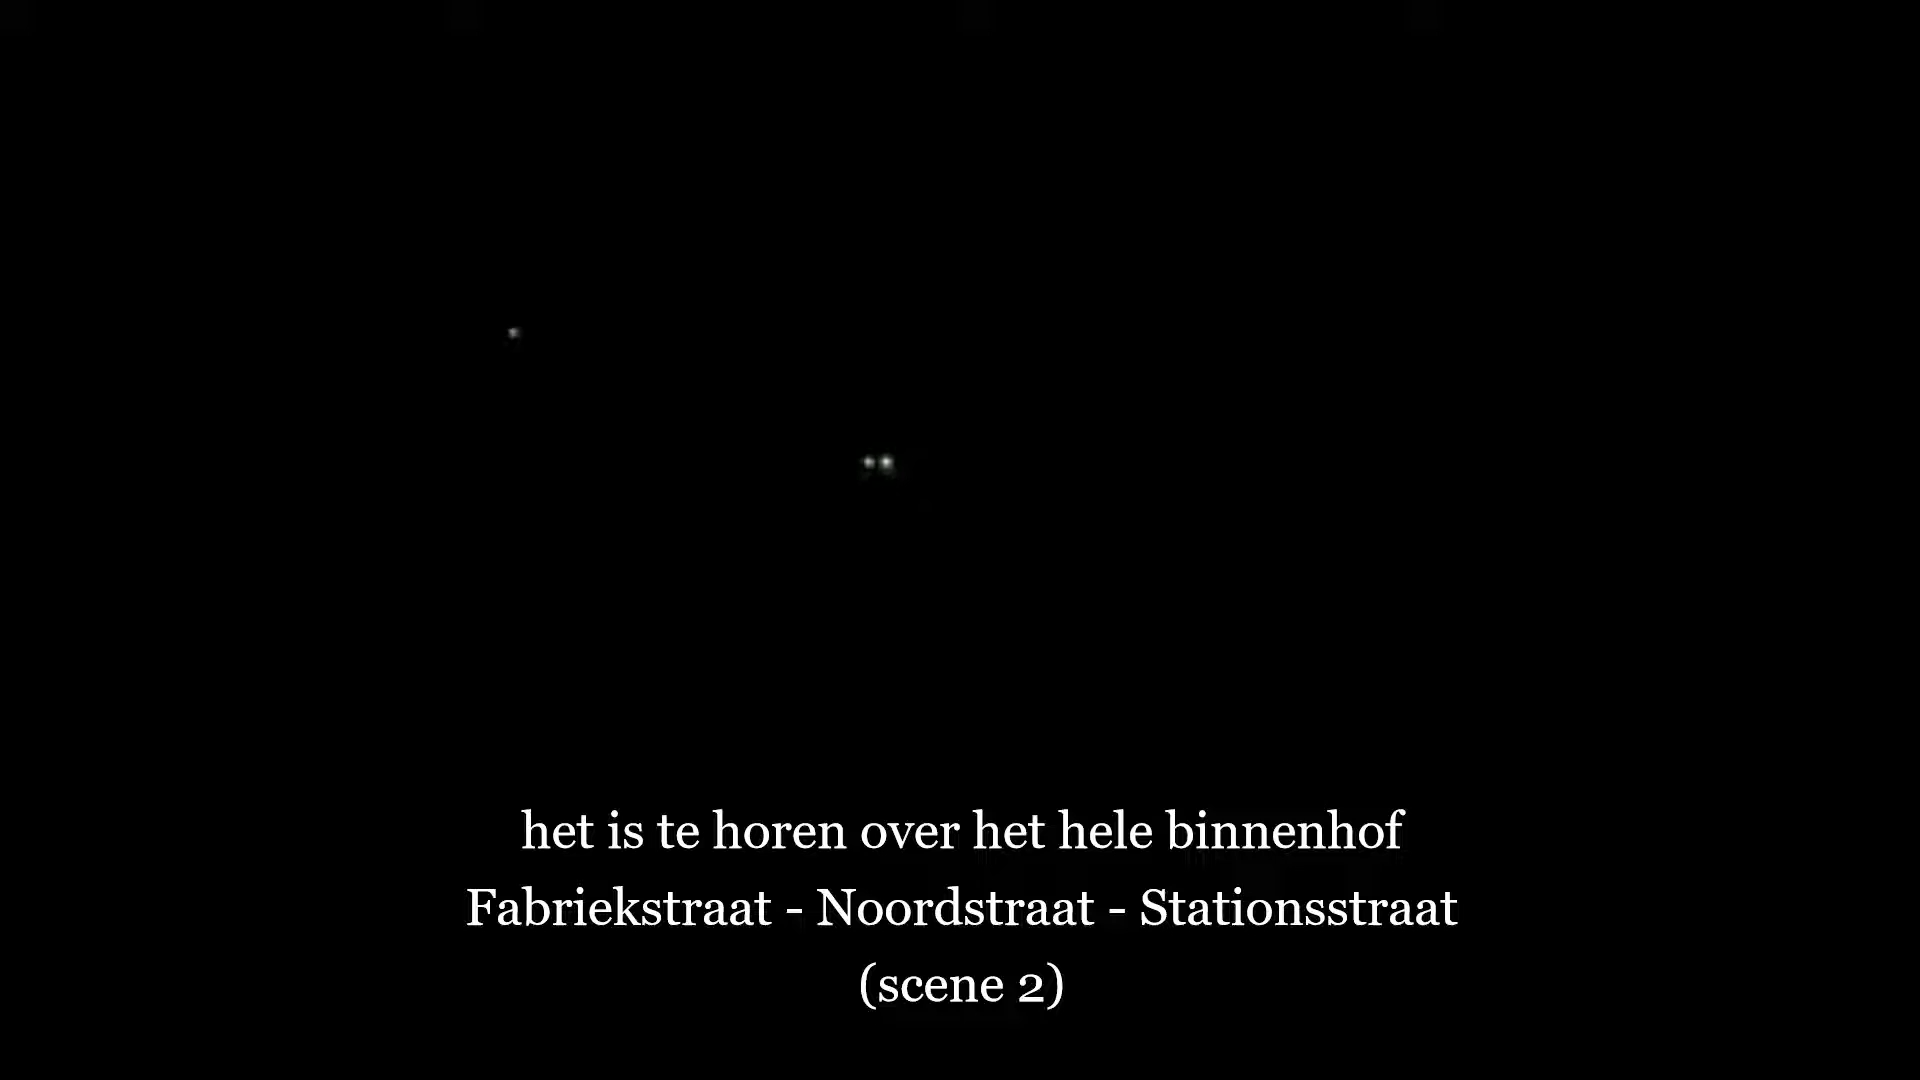 het is te horen over het hele binnenhof
Fabriekstraat - Noordstraat - Stationsstraat
(scene 2)